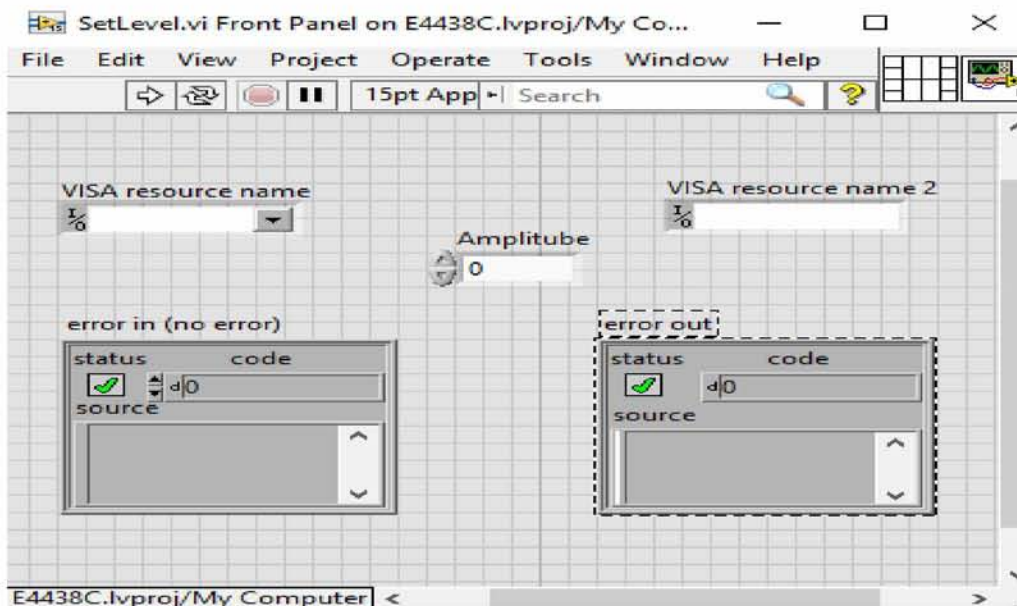 SetLevel.vi Front Panel on E4438C.lvproj/My Co...
File Edit View Project Operate Tools Window Help
15pt App Search ?
VISA resource name
VISA resource name 2
I/O
I/O
Amplitube
0
error in (no error)
error out
status code
status code
d 0
d 0
source
source
E4438C.lvproj/My Computer